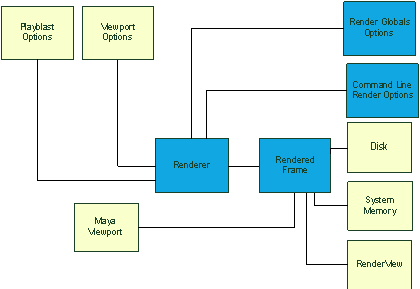 Playblast
Options
Viewport
Options
Render Globals
Options
Command Line
Render Options
Renderer
Rendered
Frame
Disk
System
Memory
Maya
Viewport
RenderView